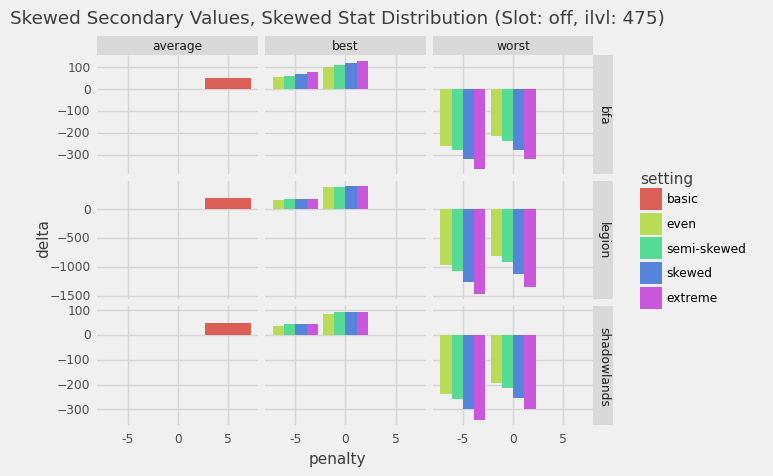 Skewed Secondary Values, Skewed Stat Distribution (Slot: off, ilvl: 475)
average best worst
100
0
−100
−200
−300
bfa
0
−500
−1000
−1500
legion
100
0
−100
−200
−300
shadowlands
delta
-5 0 5 -5 0 5 -5 0 5
penalty
setting
basic
even
semi-skewed
skewed
extreme